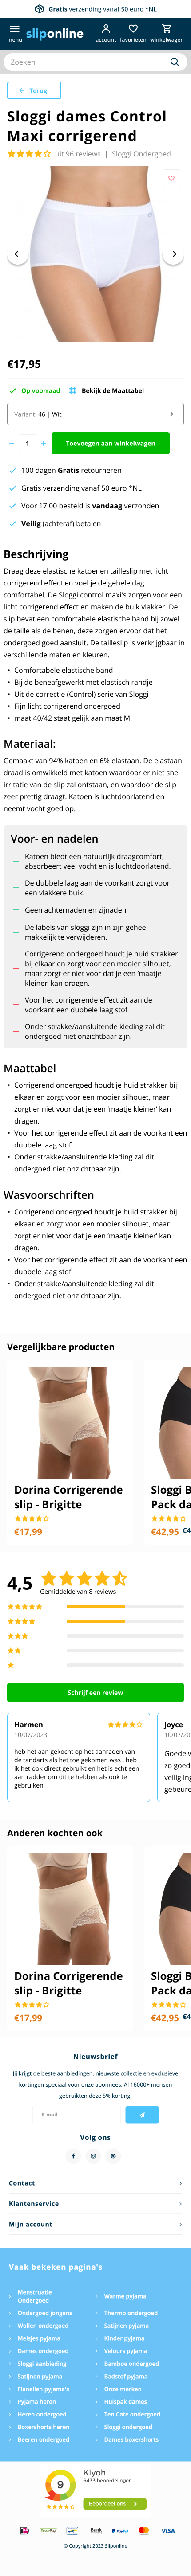 Gratis verzending vanaf 50 euro *NL
menu
sliponline
account
favorieten
winkelwagen
Zoeken
Terug
Sloggi dames Control
Maxi corrigerend
uit 96 reviews | Sloggi Ondergoed
€17,95
Op voorraad
Bekijk de Maattabel
Variant: 46 | Wit
1
Toevoegen aan winkelwagen
100 dagen Gratis retourneren
Gratis verzending vanaf 50 euro *NL
Voor 17:00 besteld is vandaag verzonden
Veilig (achteraf) betalen
Beschrijving
Draag deze elastische katoenen tailleslip met licht
corrigerend effect en voel je de gehele dag
comfortabel. De Sloggi control maxi's zorgen voor een
licht corrigerend effect en maken de buik vlakker. De
slip bevat een comfortabele elastische band bij zowel
de taille als de benen, deze zorgen ervoor dat het
ondergoed goed aansluit. De tailleslip is verkrijgbaar in
verschillende maten en kleuren.
• Comfortabele elastische band
• Bij de beneafgewerkt met elastisch randje
• Uit de correctie (Control) serie van Sloggi
• Fijn licht corrigerend ondergoed
• maat 40/42 staat gelijk aan maat M.
Materiaal:
Gemaakt van 94% katoen en 6% elastaan. De elastaan
draad is ontwikkeld met katoen waardoor er niet snel
irritatie van de slip zal ontstaan, en waardoor de slip
zeer prettig draagt. Katoen is luchtdoorlatend en
neemt vocht goed op.
Voor- en nadelen
Katoen biedt een natuurlijk draagcomfort,
absorbeert veel vocht en is luchtdoorlatend.
De dubbele laag aan de voorkant zorgt voor
een vlakkere buik.
Geen achternaden en zijnaden
De labels van sloggi zijn in zijn geheel
makkelijk te verwijderen.
Corrigerend ondergoed houdt je huid strakker
bij elkaar en zorgt voor een mooier silhouet,
maar zorgt er niet voor dat je een ‘maatje
kleiner’ kan dragen.
Voor het corrigerende effect zit aan de
voorkant een dubbele laag stof
Onder strakke/aansluitende kleding zal dit
ondergoed niet onzichtbaar zijn.
Maattabel
• Corrigerend ondergoed houdt je huid strakker bij
elkaar en zorgt voor een mooier silhouet, maar
zorgt er niet voor dat je een ‘maatje kleiner’ kan
dragen.
• Voor het corrigerende effect zit aan de voorkant een
dubbele laag stof
• Onder strakke/aansluitende kleding zal dit
ondergoed niet onzichtbaar zijn.
Wasvoorschriften
• Corrigerend ondergoed houdt je huid strakker bij
elkaar en zorgt voor een mooier silhouet, maar
zorgt er niet voor dat je een ‘maatje kleiner’ kan
dragen.
• Voor het corrigerende effect zit aan de voorkant een
dubbele laag stof
• Onder strakke/aansluitende kleding zal dit
ondergoed niet onzichtbaar zijn.
Vergelijkbare producten
Dorina Corrigerende
slip - Brigitte
€17,99
Sloggi B
Pack da
€42,95 €4
4,5
Gemiddelde van 8 reviews
Schrijf een review
Harmen
10/07/2023
heb het aan gekocht op het aanraden van
de tandarts als het toe gekomen was , heb
ik het ook direct gebruikt en het is echt een
aan radder om dit te hebben als ook te
gebruiken
Joyce
10/07/20
Goede v
zo goed
veilig in
gebeure
Anderen kochten ook
Dorina Corrigerende
slip - Brigitte
€17,99
Sloggi B
Pack da
€42,95 €4
Nieuwsbrief
Jij krijgt de beste aanbiedingen, nieuwste collectie en exclusieve
kortingen speciaal voor onze abonnees. Al 16000+ mensen
gebruikten deze 5% korting.
E-mail
Volg ons
Contact
Klantenservice
Mijn account
Vaak bekeken pagina's
Menstruatie
Ondergoed
Ondergoed jongens
Wollen ondergoed
Meisjes pyjama
Dames ondergoed
Sloggi aanbieding
Satijnen pyjama
Flanellen pyjama's
Pyjama heren
Heren ondergoed
Boxershorts heren
Boeren ondergoed
Warme pyjama
Thermo ondergoed
Satijnen pyjama
Kinder pyjama
Velours pyjama
Bamboe ondergoed
Badstof pyjama
Onze merken
Huispak dames
Ten Cate ondergoed
Sloggi ondergoed
Dames boxershorts
9
Kiyoh
6433 beoordelingen
Beoordeel ons
Bank
PayPal
VISA
© Copyright 2023 Sliponline